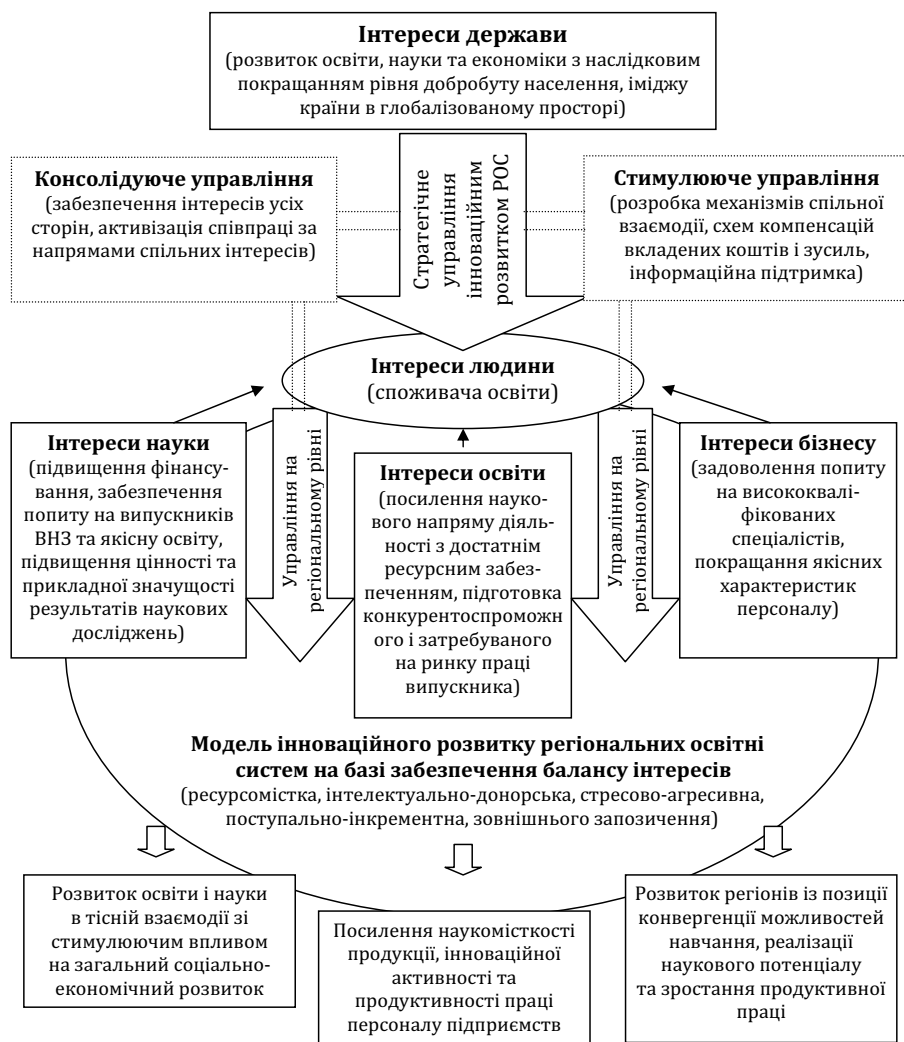 Інтереси держави
(розвиток освіти, науки та економіки з наслідковим
покращанням рівня добробуту населення, іміджу
країни в глобалізованому просторі)
Консолідуюче управління
(забезпечення інтересів усіх
сторін, активізація співпраці за
напрямами спільних інтересів)
Стратегічне
управління
інноваційним
розвитком РОС
Стимулююче управління
(розробка механізмів спільної
взаємодії, схем компенсацій
вкладених коштів і зусиль,
інформаційна підтримка)
Інтереси людини
(споживача освіти)
Інтереси науки
(підвищення фінансу-
вання, забезпечення
попиту на випускників
ВНЗ та якісну освіту,
підвищення цінності та
прикладної значущості
результатів наукових
досліджень)
Управління на
регіональному рівні
Інтереси освіти
(посилення науко-
вого напряму діяль-
ності з достатнім
ресурсним забез-
печенням, підготовка
конкурентоспроможн
ого і затребуваного
на ринку праці
випускника)
Управління на
регіональному рівні
Інтереси бізнесу
(задоволення попиту
на висококвалі-
фікованих
спеціалістів,
покращання якісних
характеристик
персоналу)
Модель інноваційного розвитку регіональних освітні
систем на базі забезпечення балансу інтересів
(ресурсомістка, інтелектуально-донорська, стресово-агресивна,
поступально-інкрементна, зовнішнього запозичення)
Розвиток освіти і науки
в тісній взаємодії зі
стимулюючим впливом
на загальний соціально-
економічний розвиток
Посилення наукомісткості
продукції, інноваційної
активності та
продуктивності праці
персоналу підприємств
Розвиток регіонів із позиції
конвергенції можливостей
навчання, реалізації
наукового потенціалу
та зростання продуктивної
праці